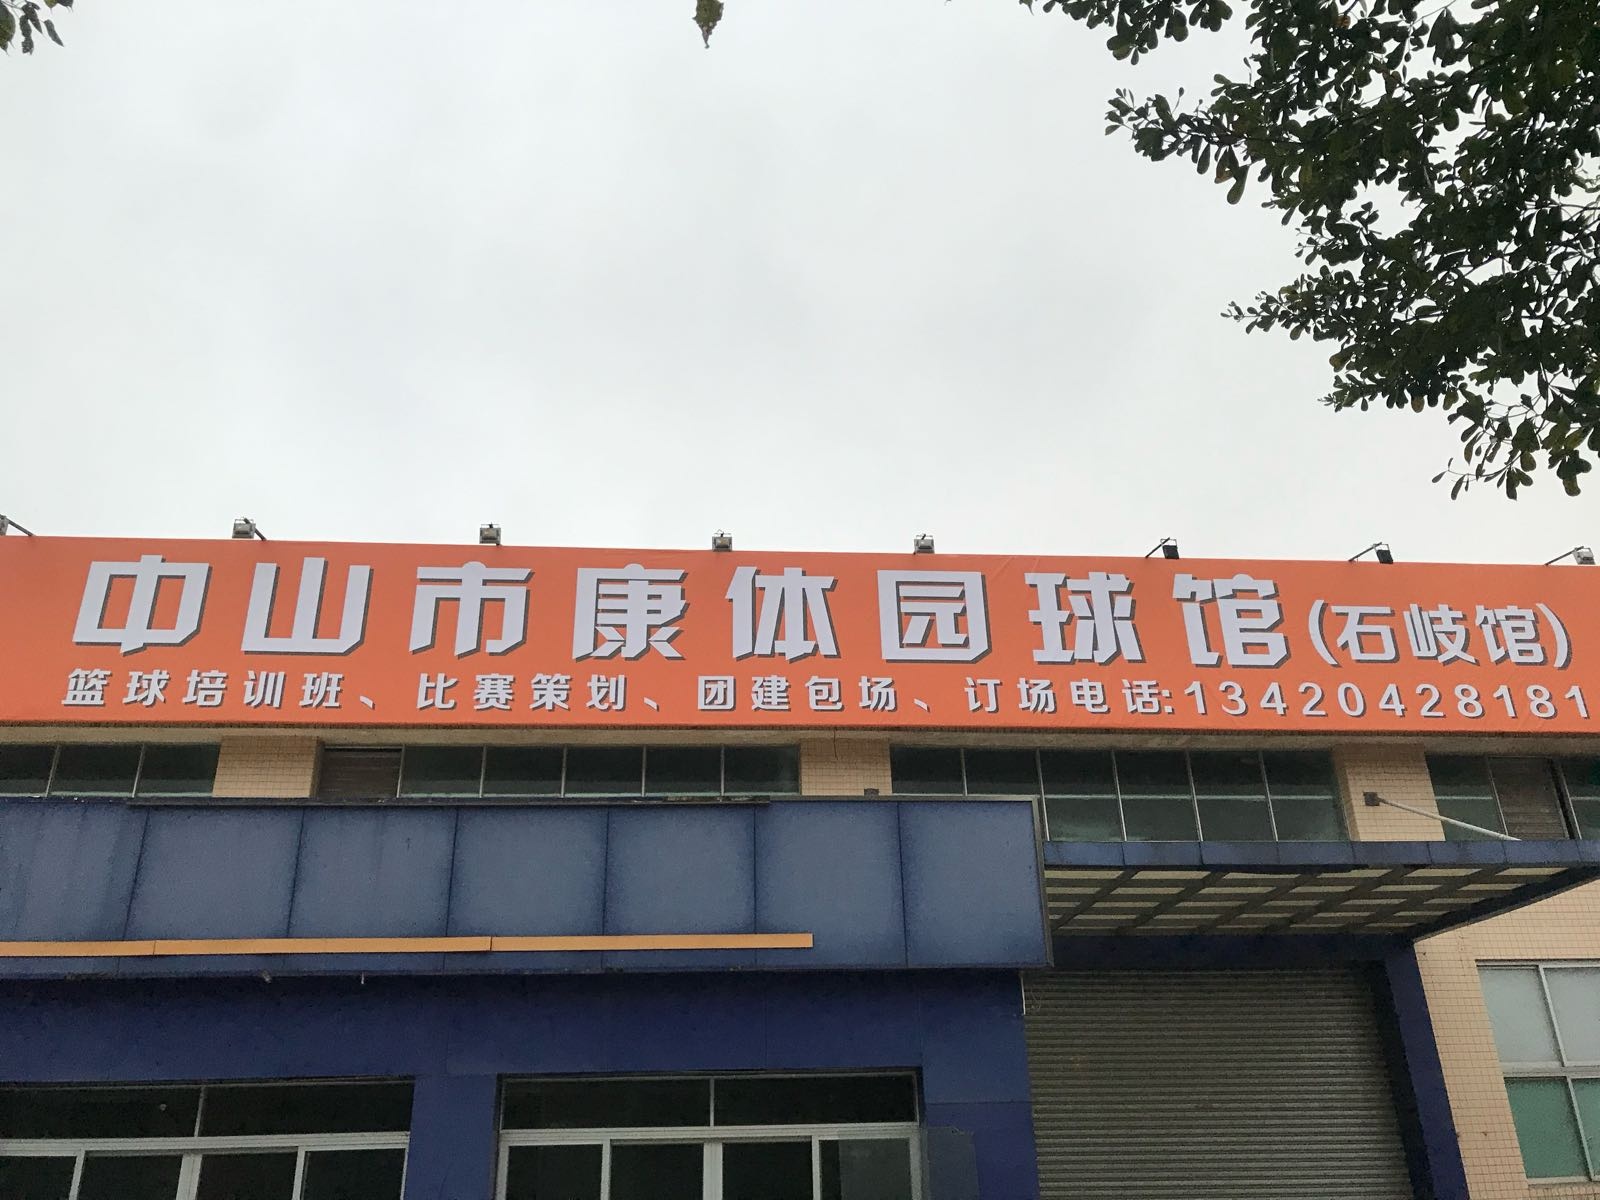 中山市康体园球馆(石岐馆)
篮球培训班、比赛策划、团建包场、订场电话:13420428181